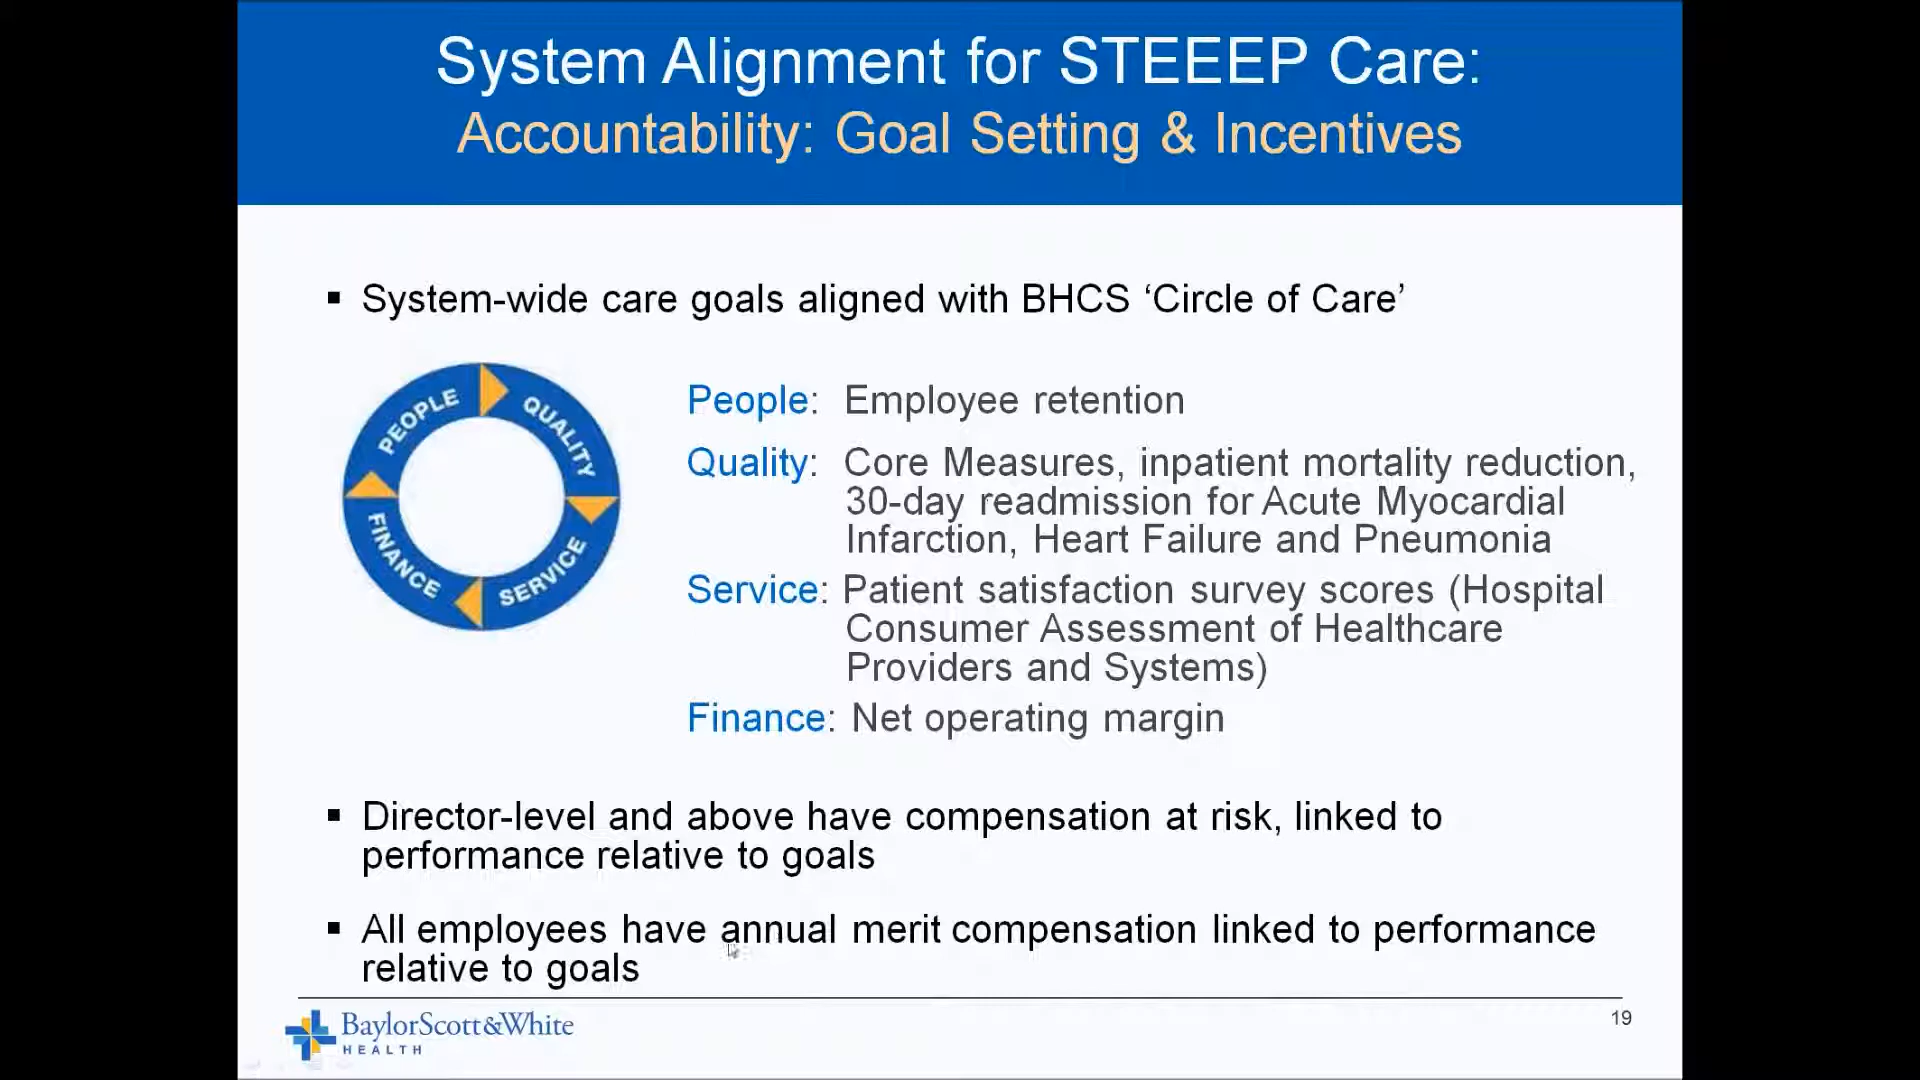 System Alignment for STEEEP Care:
Accountability: Goal Setting & Incentives
▪ System-wide care goals aligned with BHCS ‘Circle of Care’
PEOPLE
QUALITY
SERVICE
FINANCE
People: Employee retention
Quality: Core Measures, inpatient mortality reduction,
30-day readmission for Acute Myocardial
Infarction, Heart Failure and Pneumonia
Service: Patient satisfaction survey scores (Hospital
Consumer Assessment of Healthcare
Providers and Systems)
Finance: Net operating margin
▪ Director-level and above have compensation at risk, linked to
performance relative to goals
▪ All employees have annual merit compensation linked to performance
relative to goals
BaylorScott&White
HEALTH
19